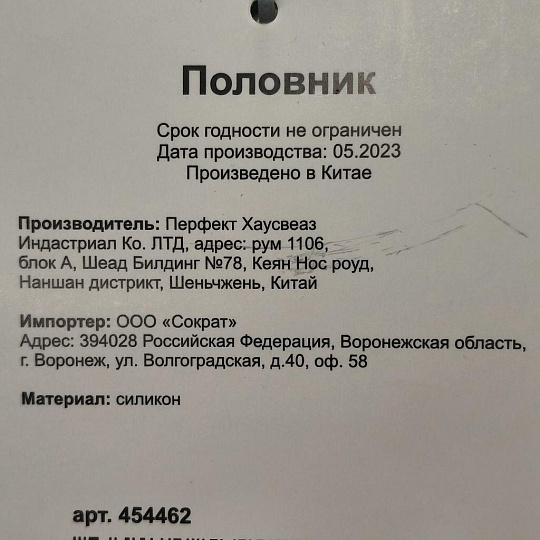 Половник
Срок годности не ограничен
Дата производства: 05.2023
Произведено в Китае
Производитель: Перфект Хаусвеаз
Индастриал Ко. ЛТД, адрес: рум 1106,
блок А, Шеад Билдинг №78, Кеян Нос роуд,
Наншан дистрикт, Шеньчжень, Китай
Импортер: ООО «Сократ»
Адрес: 394028 Российская Федерация, Воронежская область,
г. Воронеж, ул. Волгоградская, д.40, оф. 58
Материал: силикон
арт. 454462